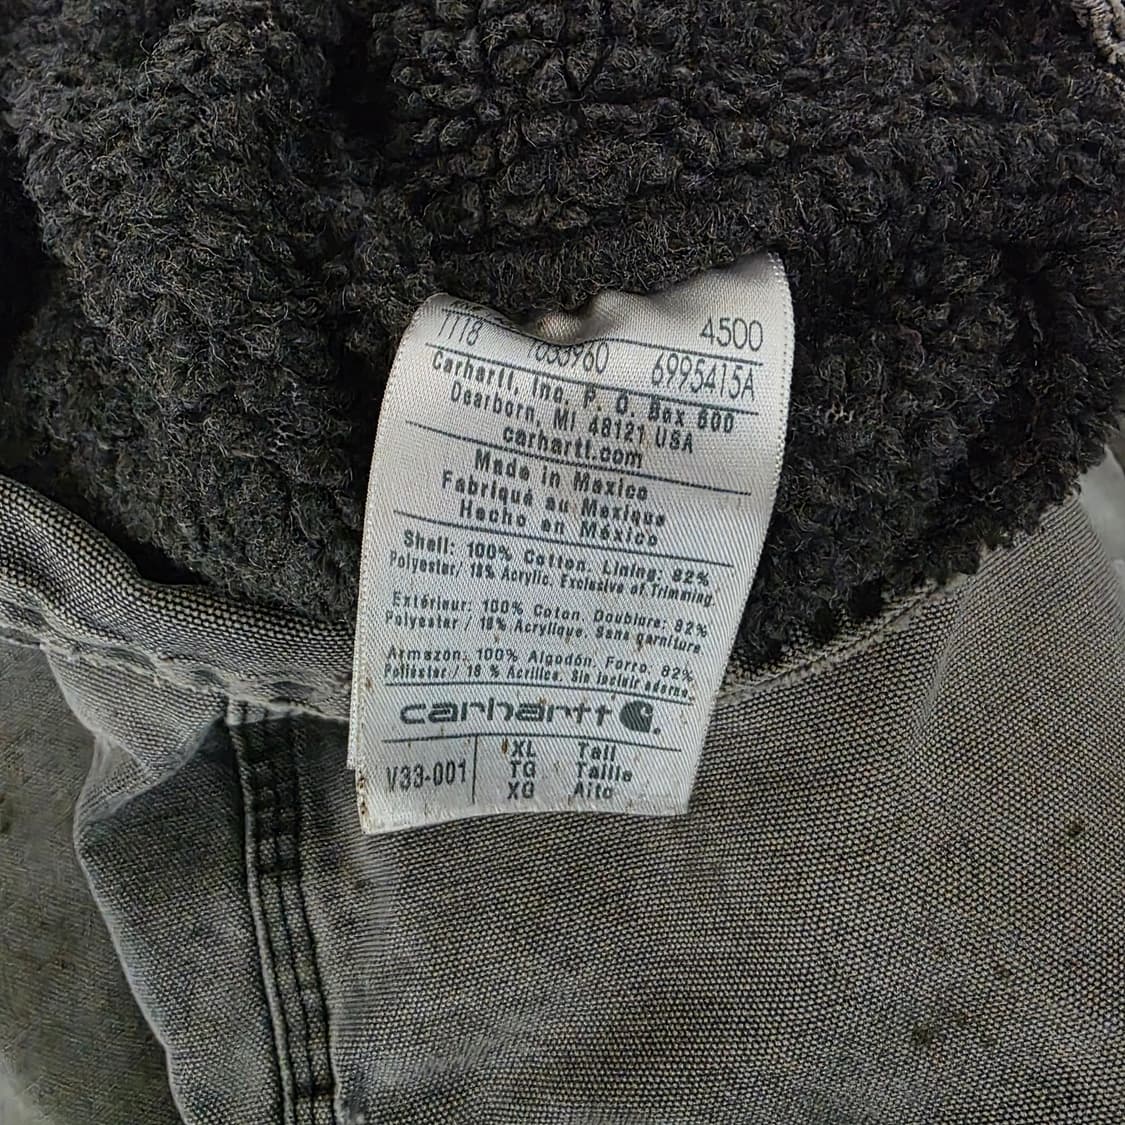 1118 4500
6995415A
Carhartt, Inc. P. O. Box 600
Dearborn, MI 48121 USA
carhartt.com
Made in Mexico
Fabriqué au Mexique
Hecho en México
Shell: 100% Cotton. Lining: 82%
Polyester/ 18% Acrylic. Exclusive of Trimming.
Extérieur: 100% Coton. Doublure: 82%
Polyester / 18% Acrylique. Sans garniture
Armazón: 100% Algodón. Forro. 82%
Poliester / 18 % Acrílico. Sin incluir adorno.
carhartt
V33-001
XL Tall
TG Taille
XG Alto